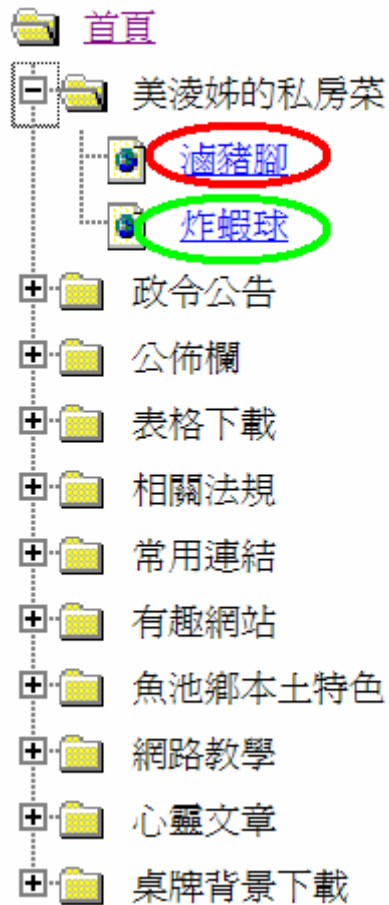 首頁
美淩姊的私房菜
滷豬腳
炸蝦球
政令公告
公佈欄
表格下載
相關法規
常用連結
有趣網站
魚池鄉本土特色
網路教學
心靈文章
桌牌背景下載